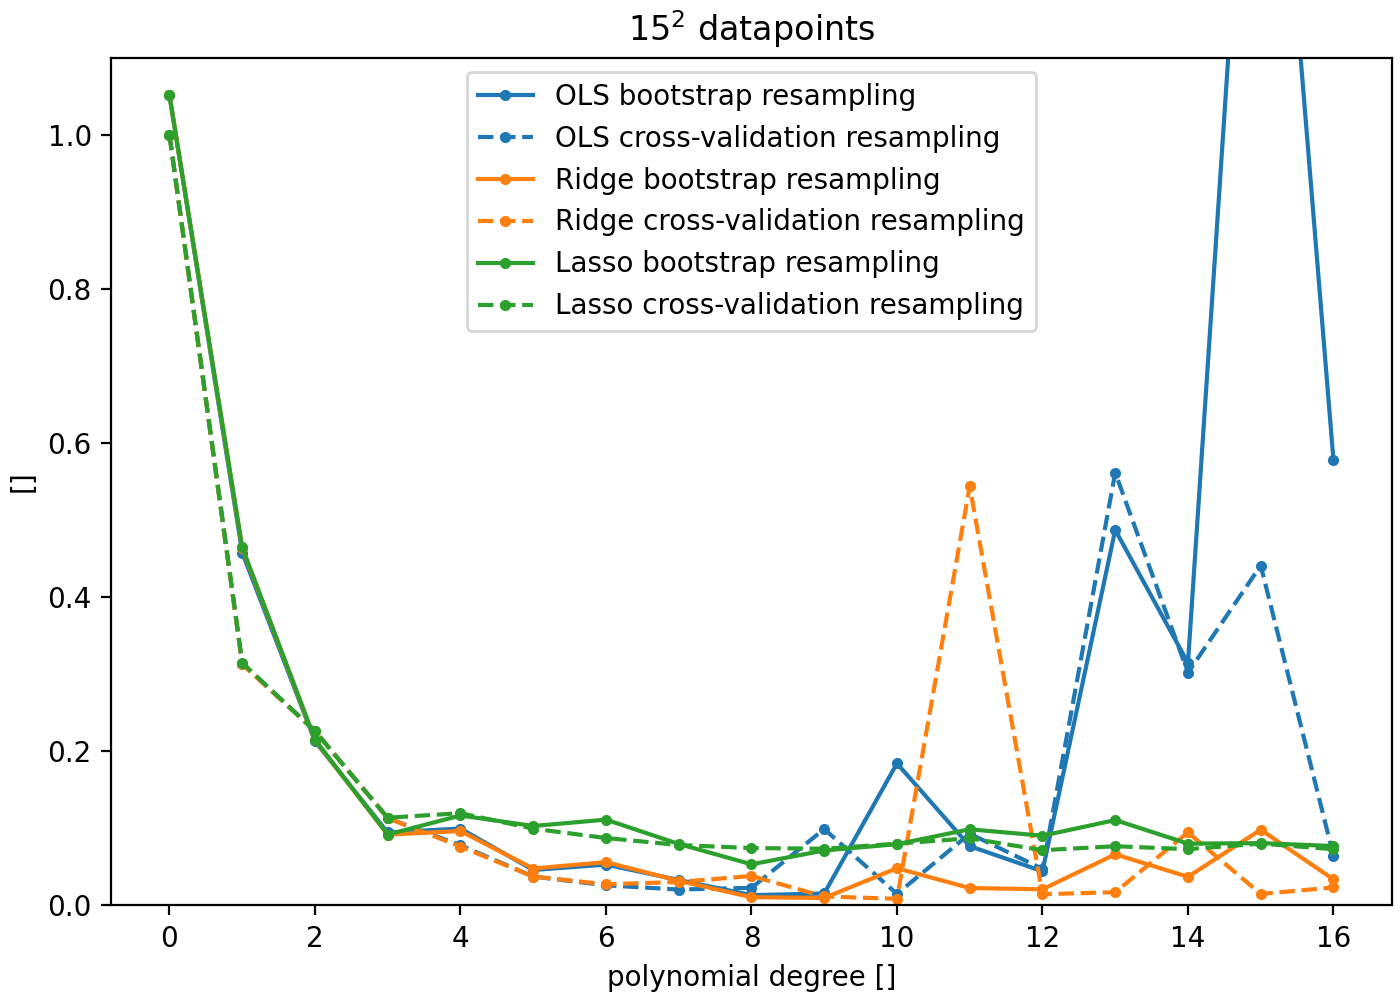 15² datapoints
OLS bootstrap resampling
OLS cross-validation resampling
Ridge bootstrap resampling
Ridge cross-validation resampling
Lasso bootstrap resampling
Lasso cross-validation resampling
1.0
0.8
0.6
0.4
0.2
0.0
[]
0 2 4 6 8 10 12 14 16
polynomial degree []